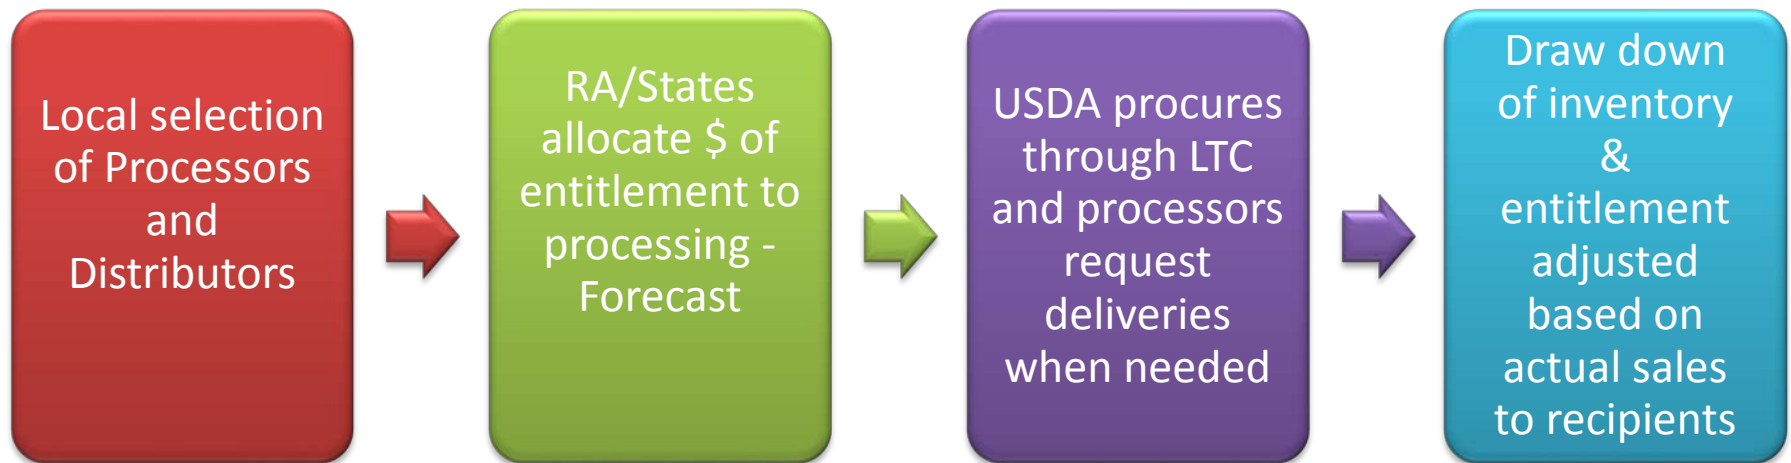 Local selection
of Processors
and
Distributors
RA/States
allocate $ of
entitlement to
processing -
Forecast
USDA procures
through LTC
and processors
request
deliveries
when needed
Draw down
of inventory
&
entitlement
adjusted
based on
actual sales
to recipients